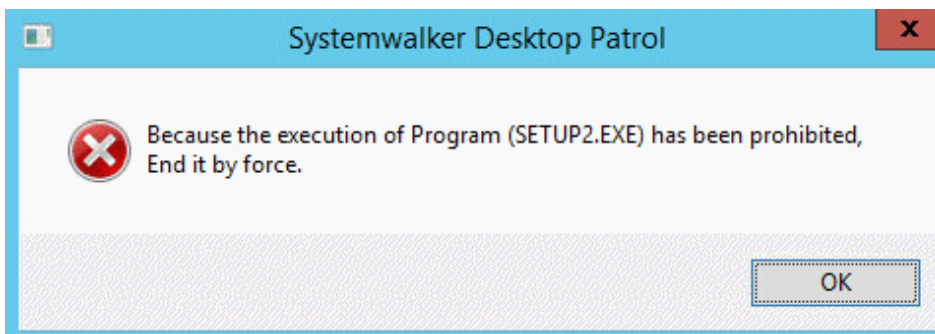 Systemwalker Desktop Patrol
x
Because the execution of Program (SETUP2.EXE) has been prohibited,
End it by force.
OK